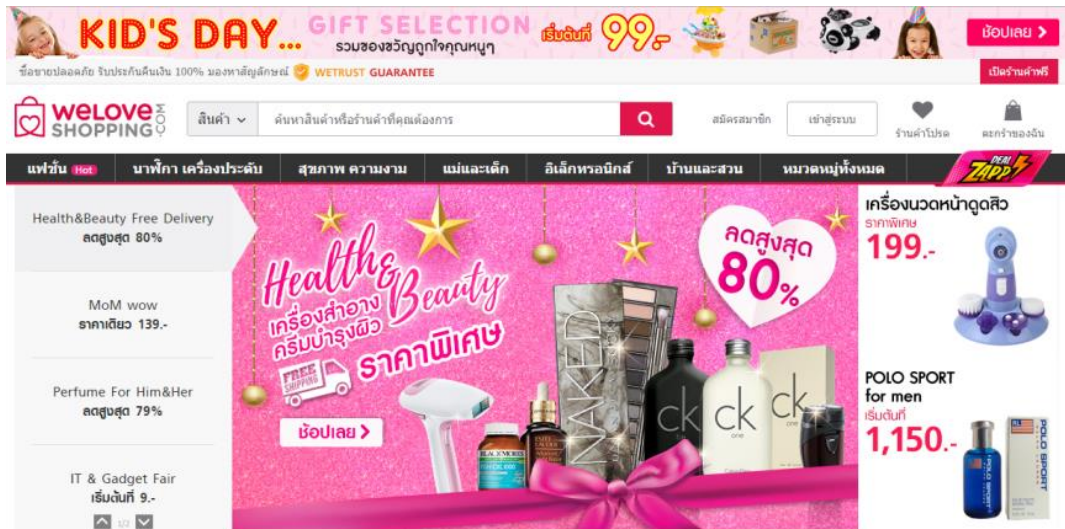 KID'S DAY...
GIFT SELECTION
รวมของขวัญถูกใจคุณหนูๆ
เริ่มต้นที่ 99.-
ช้อปเลย >
ซื้อขายปลอดภัย รับประกันคืนเงิน 100% มองหาสัญลักษณ์ WETRUST GUARANTEE
เปิดร้านค้าฟรี
WELOVE
SHOPPING
.COM
สินค้า
ค้นหาสินค้าหรือร้านค้าที่คุณต้องการ
สมัครสมาชิก
เข้าสู่ระบบ
ร้านค้าโปรด
ตะกร้าของฉัน
แฟชั่น Hot นาฬิกา เครื่องประดับ สุขภาพ ความงาม แม่และเด็ก อิเล็กทรอนิกส์ บ้านและสวน หมวดหมู่ทั้งหมด
DEAL
ZAPP!
Health&Beauty Free Delivery
ลดสูงสุด 80%
MoM wow
ราคาเดียว 139.-
Perfume For Him&Her
ลดสูงสุด 79%
IT & Gadget Fair
เริ่มต้นที่ 9.-
1/2
Health&
Beauty
เครื่องสำอาง
ครีมบำรุงผิว
ราคาพิเศษ
FREE
SHIPPING
ช้อปเลย >
ลดสูงสุด
80%
NAKED
BLACKMORES
ck
ck
one
ck
one
เครื่องนวดหน้าดูดสิว
ราคาพิเศษ
199.-
POLO SPORT
for men
เริ่มต้นที่
1,150.-
RL
POLO SPORT
POLO SPORT